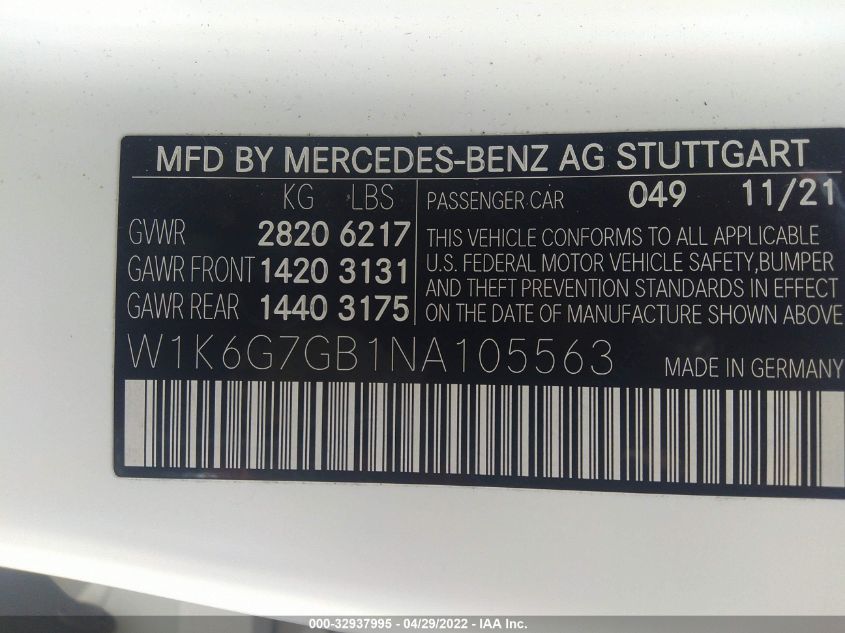 MFD BY MERCEDES-BENZ AG STUTTGART
KG LBS
GVWR 2820 6217
GAWR FRONT 1420 3131
GAWR REAR 1440 3175
PASSENGER CAR 049 11/21
THIS VEHICLE CONFORMS TO ALL APPLICABLE
U.S. FEDERAL MOTOR VEHICLE SAFETY,BUMPER
AND THEFT PREVENTION STANDARDS IN EFFECT
ON THE DATE OF MANUFACTURE SHOWN ABOVE
W1K6G7GB1NA105563
MADE IN GERMANY
000-32937995 - 04/29/2022 - IAA Inc.